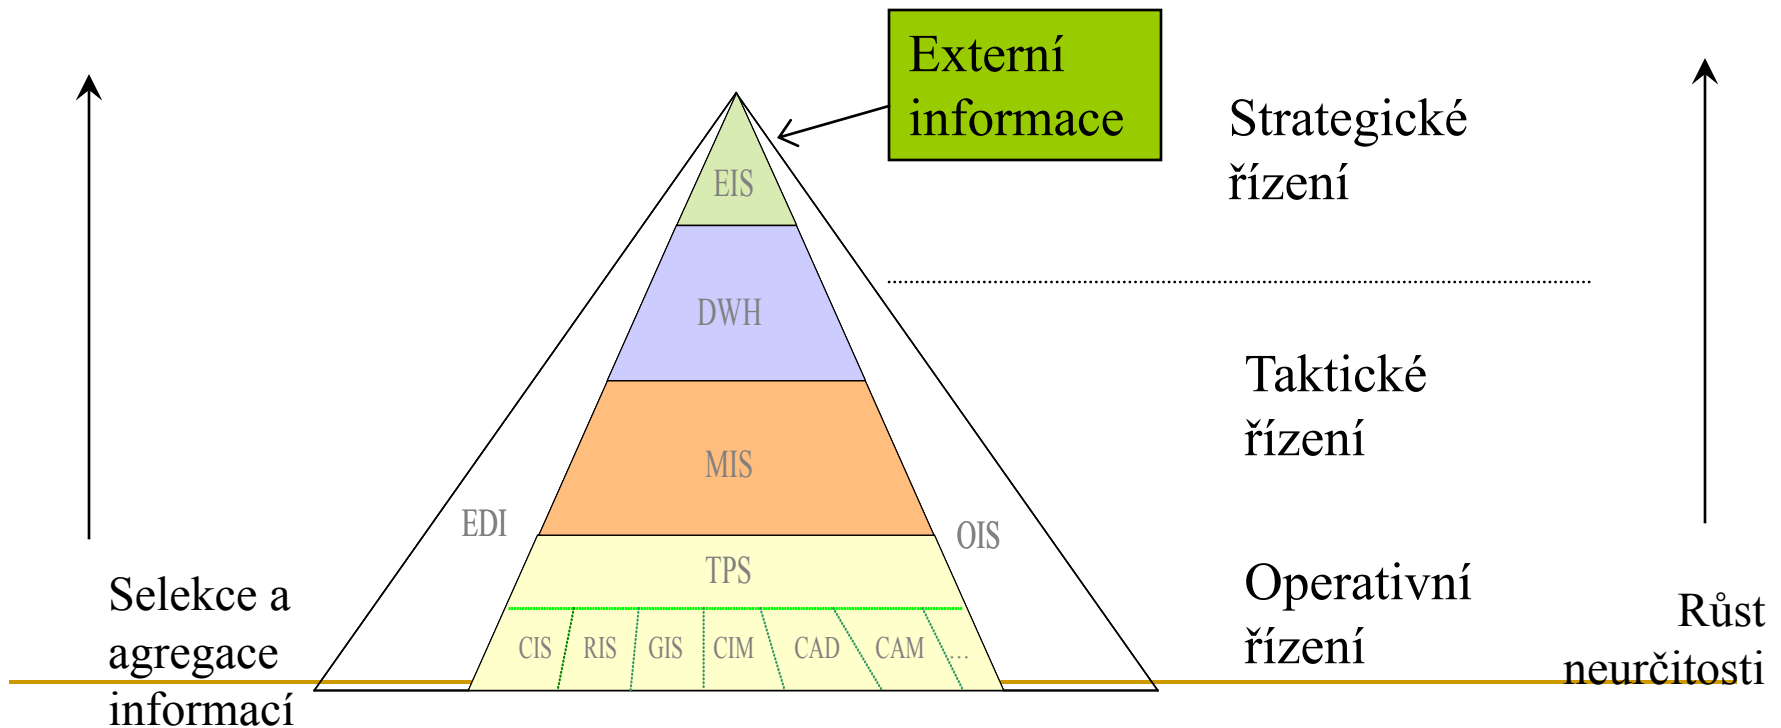 Externí
informace
Strategické
řízení
EIS
DWH
Taktické
řízení
MIS
EDI
OIS
TPS
Operativní
řízení
CIS RIS GIS CIM CAD CAM ...
Selekce a
agregace
informací
Růst
neurčitosti